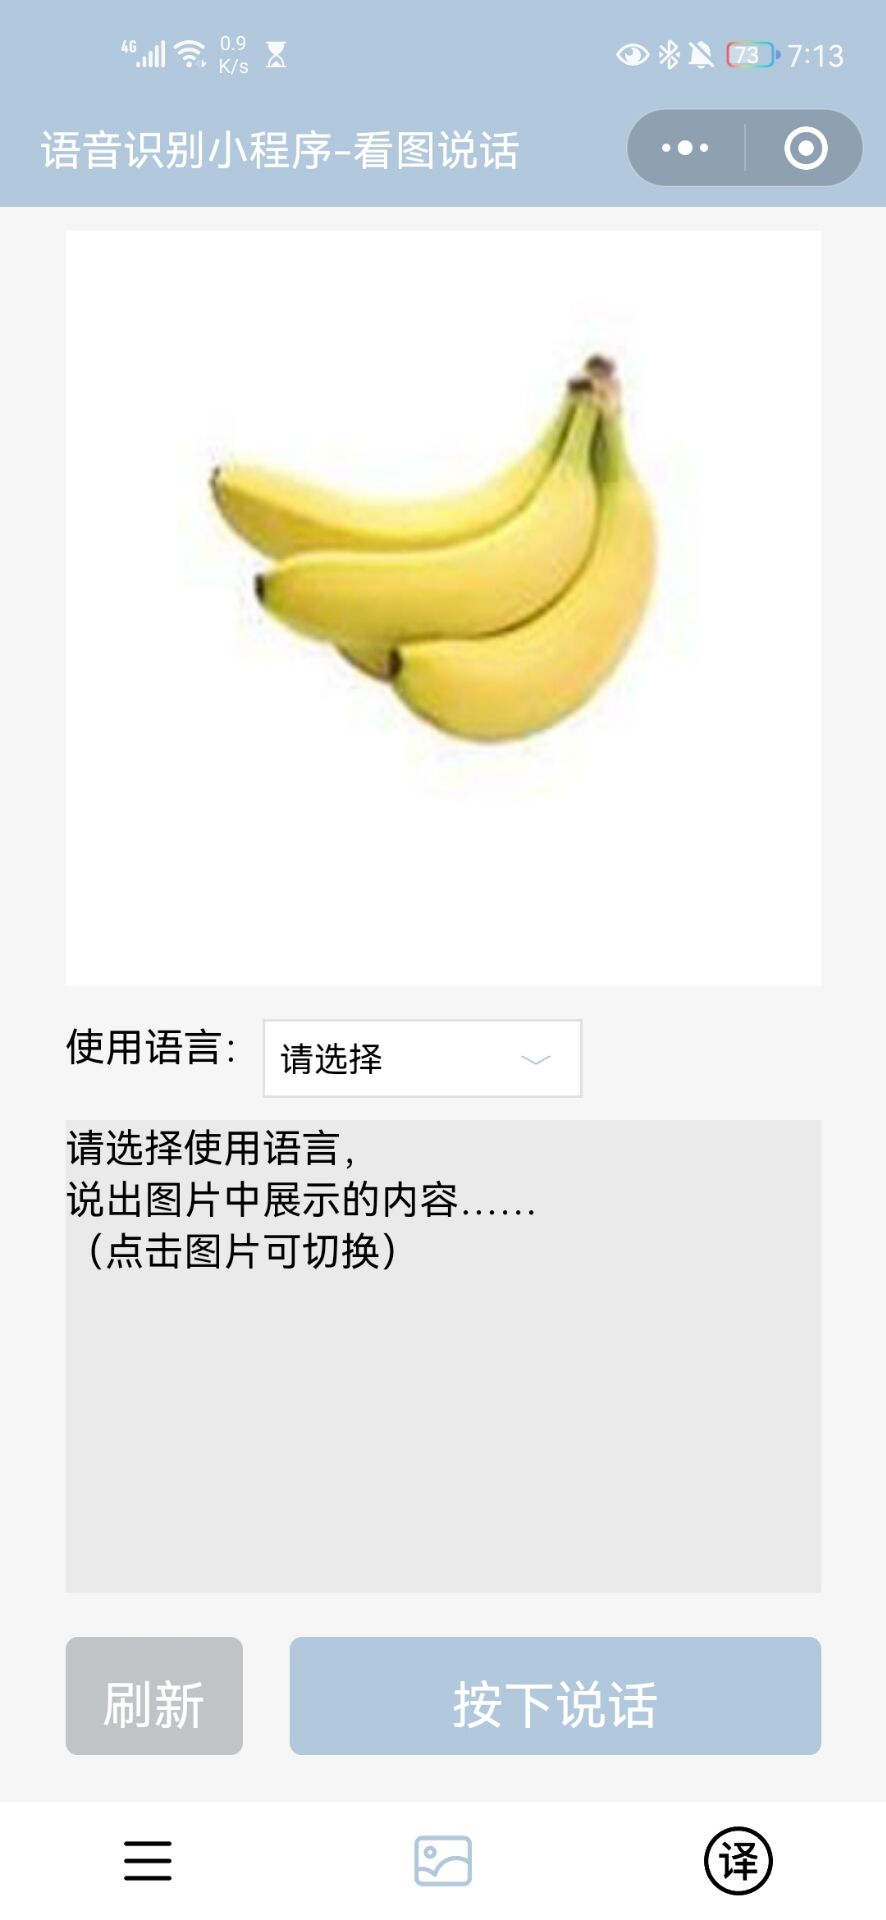 4G 0.9 K/s 73 7:13
语音识别小程序-看图说话
使用语言：
请选择
请选择使用语言，
说出图片中展示的内容……
（点击图片可切换）
刷新
按下说话
译